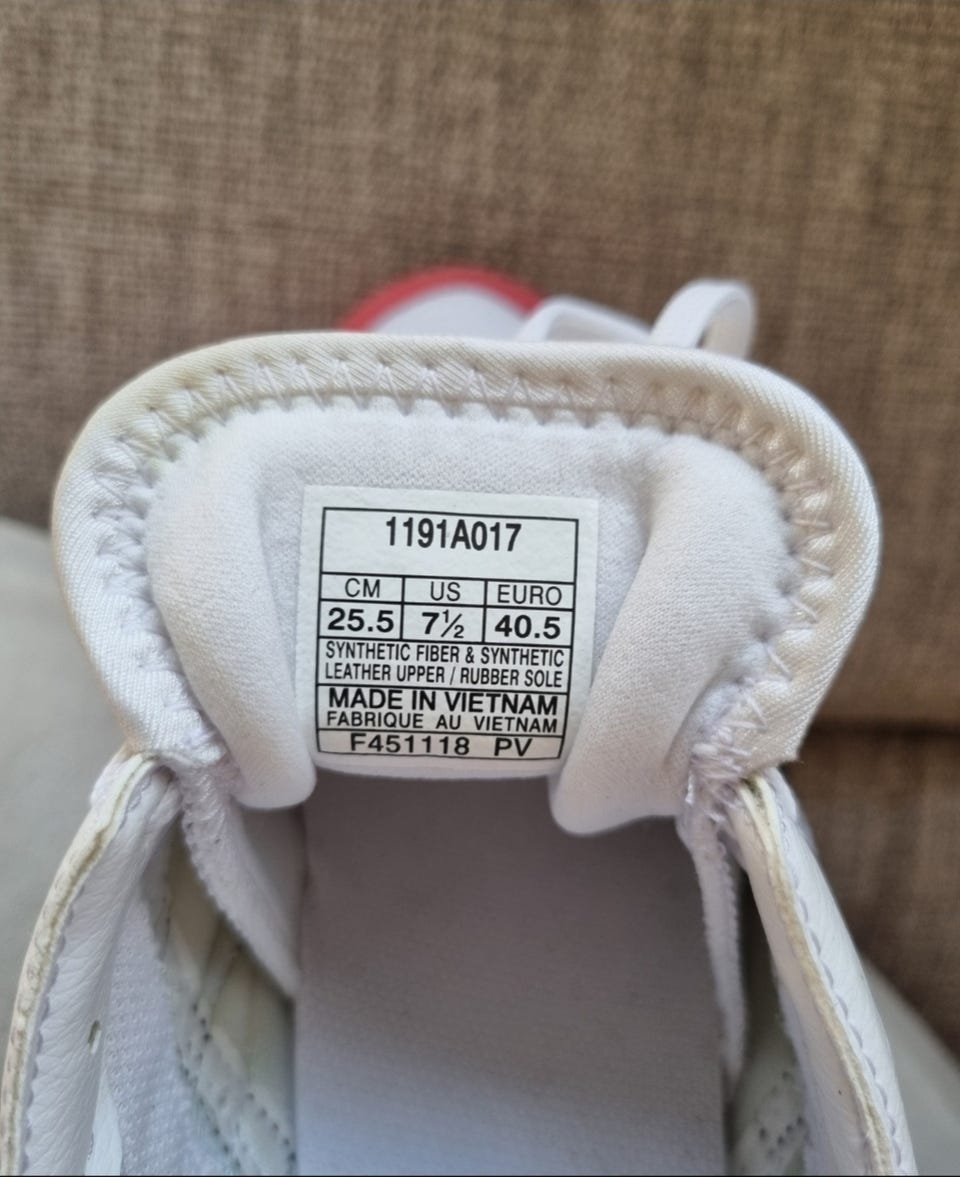 1191A017
CM US EURO
25.5 7½ 40.5
SYNTHETIC FIBER & SYNTHETIC
LEATHER UPPER / RUBBER SOLE
MADE IN VIETNAM
FABRIQUE AU VIETNAM
F451118 PV